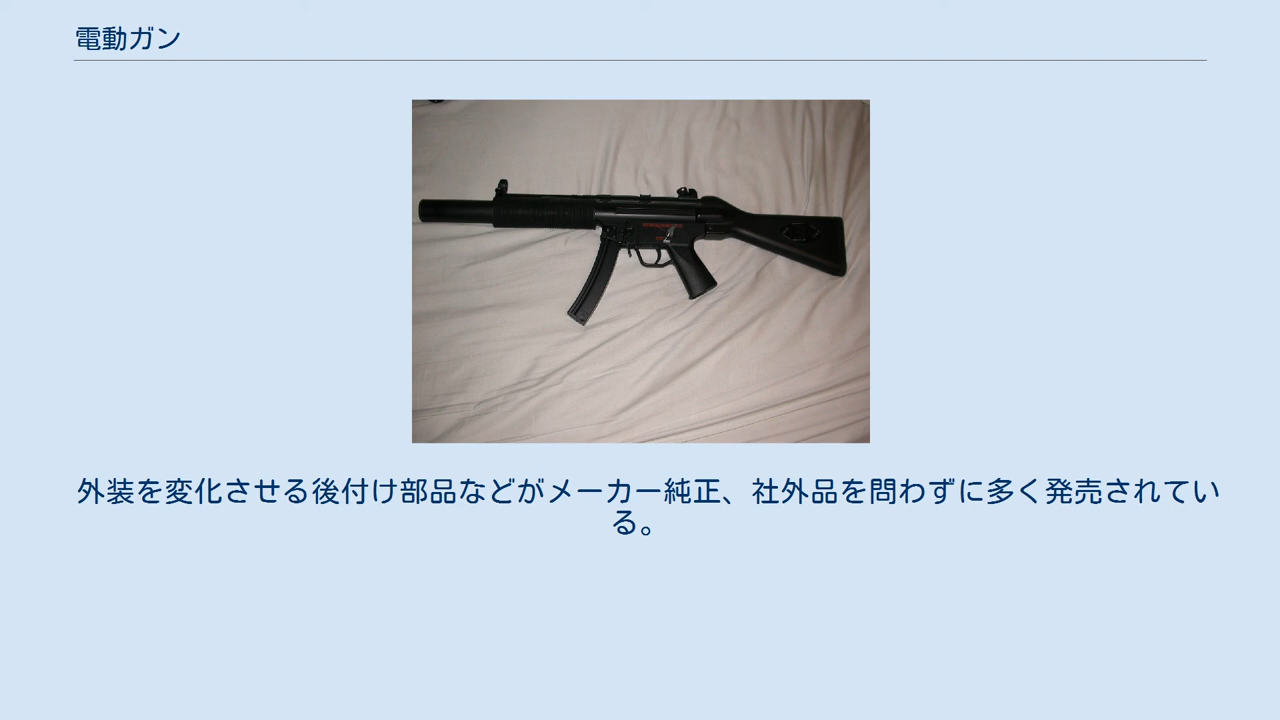 電動ガン
外装を変化させる後付け部品などがメーカー純正、社外品を問わずに多く発売されてい
る。